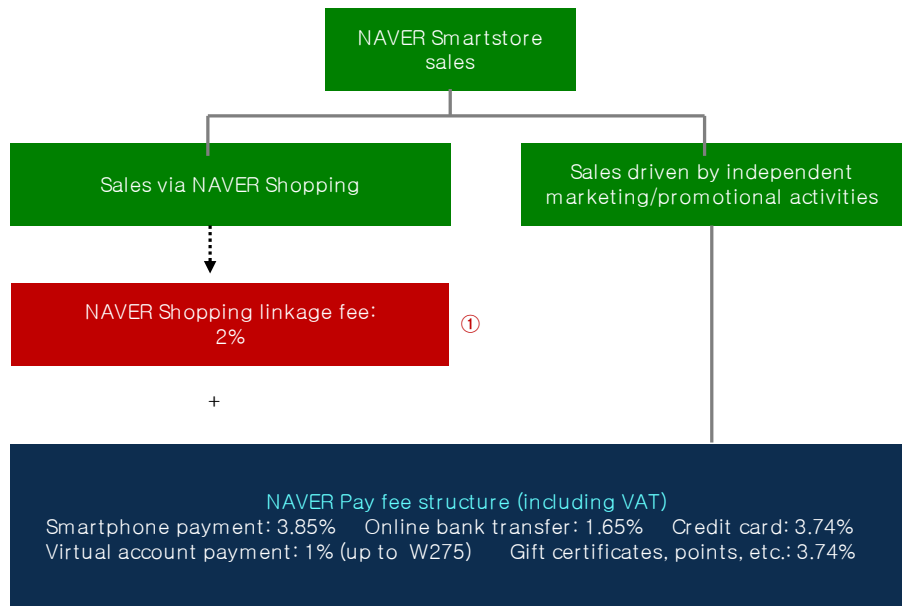 NAVER Smartstore
sales
Sales via NAVER Shopping
Sales driven by independent
marketing/promotional activities
NAVER Shopping linkage fee:
2%
①
+
NAVER Pay fee structure (including VAT)
Smartphone payment: 3.85% Online bank transfer: 1.65% Credit card: 3.74%
Virtual account payment: 1% (up to W275) Gift certificates, points, etc.: 3.74%